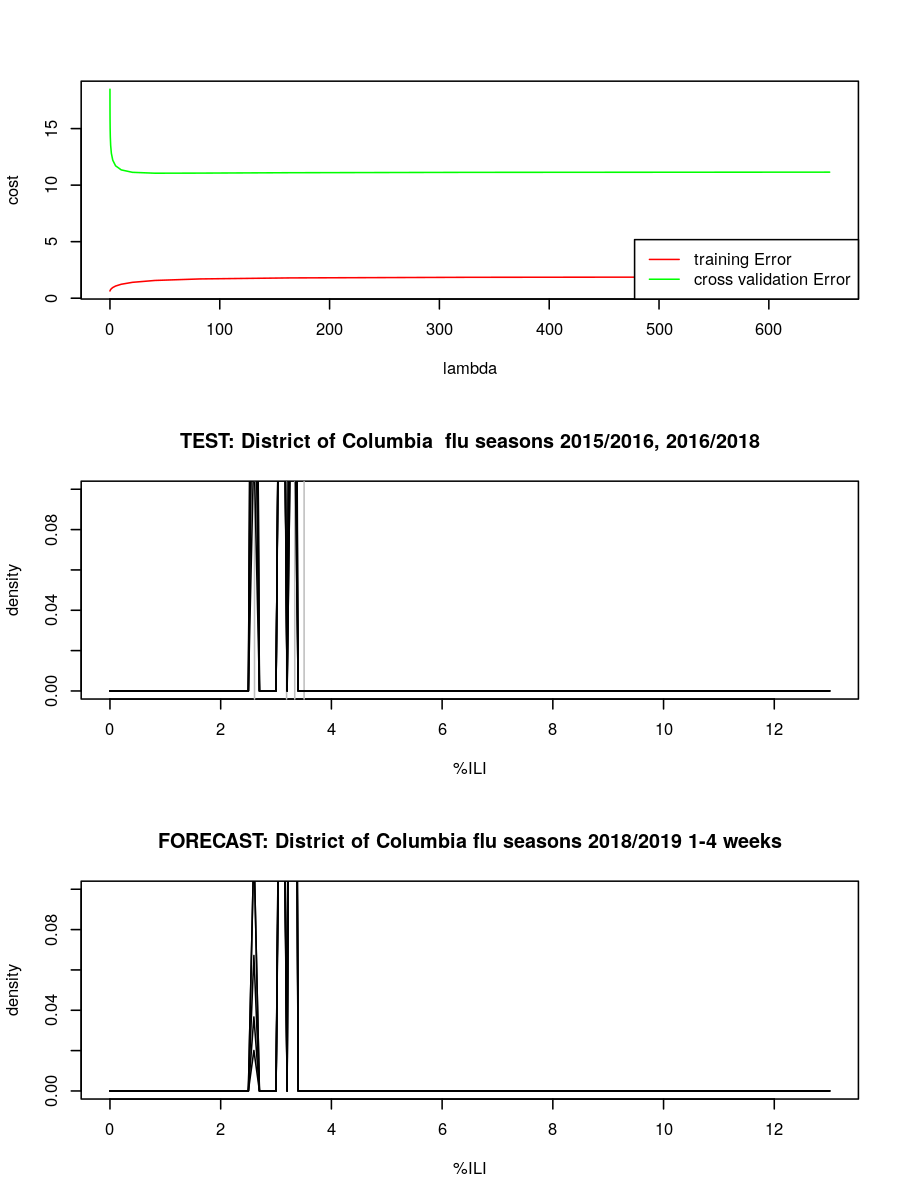 15
10
5
0
cost
training Error
cross validation Error
0 100 200 300 400 500 600
lambda
TEST: District of Columbia  flu seasons 2015/2016, 2016/2018
0.08
0.04
0.00
density
0 2 4 6 8 10 12
%ILI
FORECAST: District of Columbia flu seasons 2018/2019 1-4 weeks
0.08
0.04
0.00
density
0 2 4 6 8 10 12
%ILI